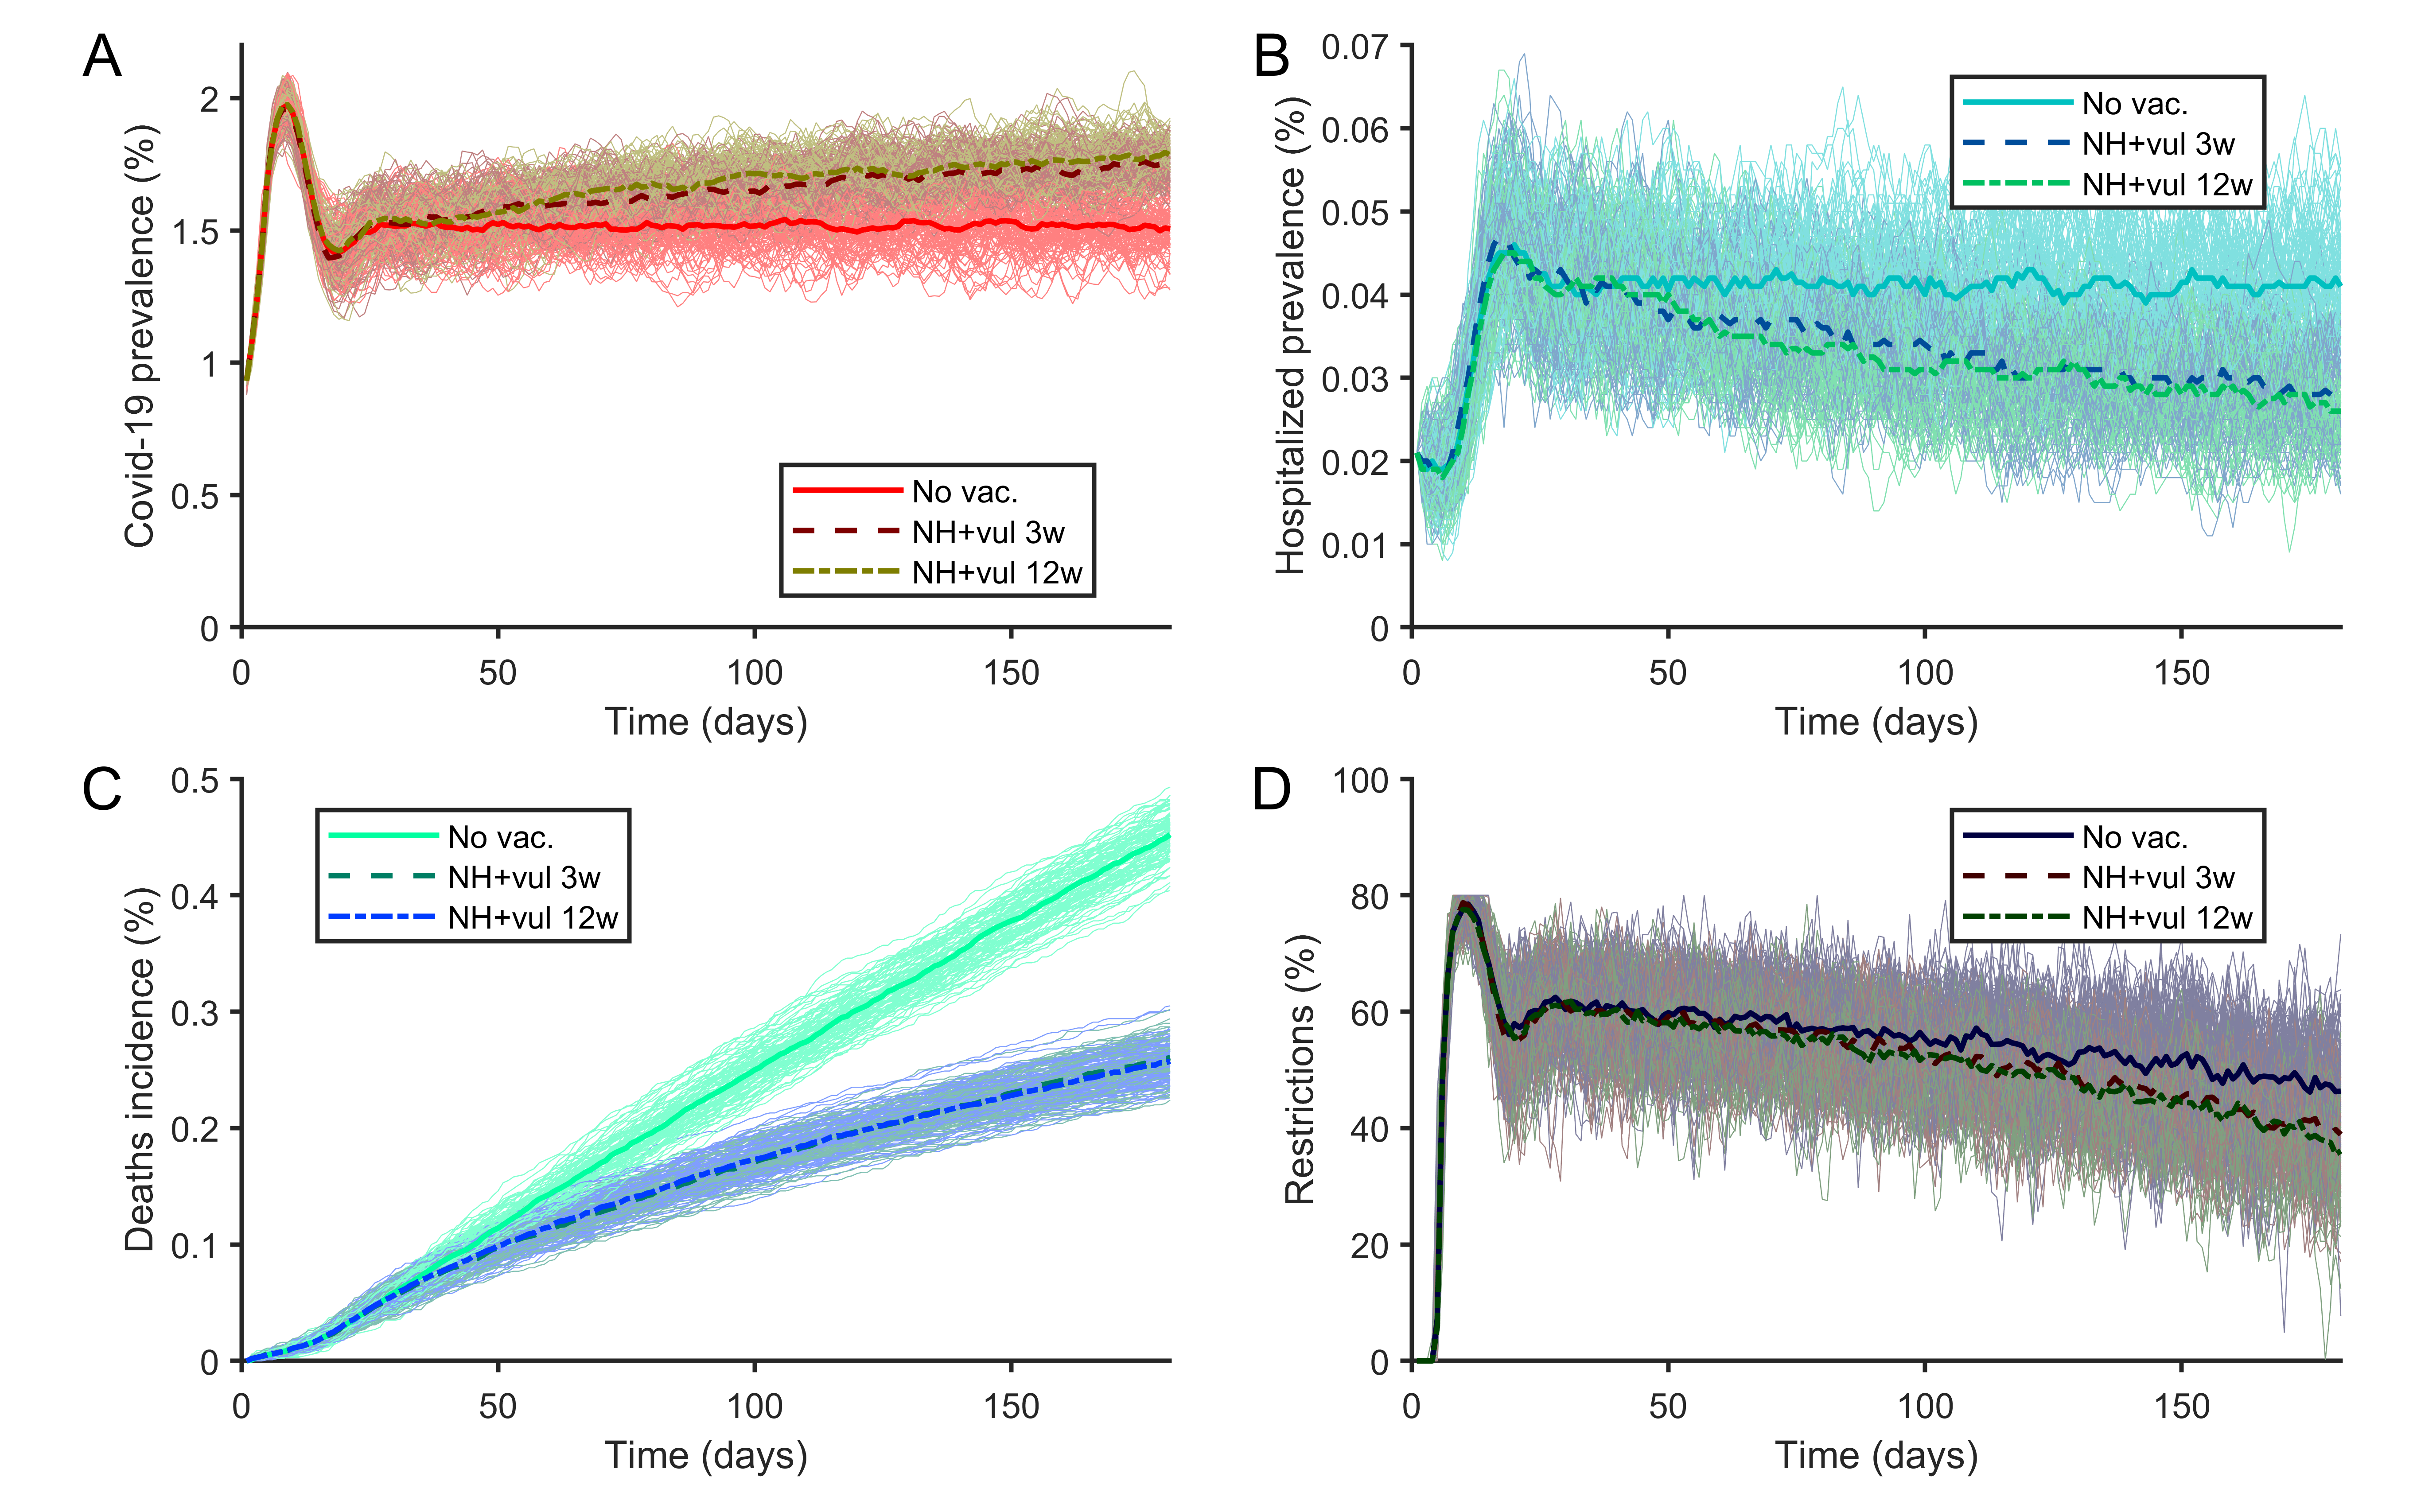 A
Covid-19 prevalence (%)
2
1.5
1
0.5
0
No vac.
NH+vul 3w
NH+vul 12w
0 50 100 150
Time (days)
B
Hospitalized prevalence (%)
0.07
0.06
0.05
0.04
0.03
0.02
0.01
0
No vac.
NH+vul 3w
NH+vul 12w
0 50 100 150
Time (days)
C
Deaths incidence (%)
0.5
0.4
0.3
0.2
0.1
0
No vac.
NH+vul 3w
NH+vul 12w
0 50 100 150
Time (days)
D
Restrictions (%)
100
80
60
40
20
0
No vac.
NH+vul 3w
NH+vul 12w
0 50 100 150
Time (days)